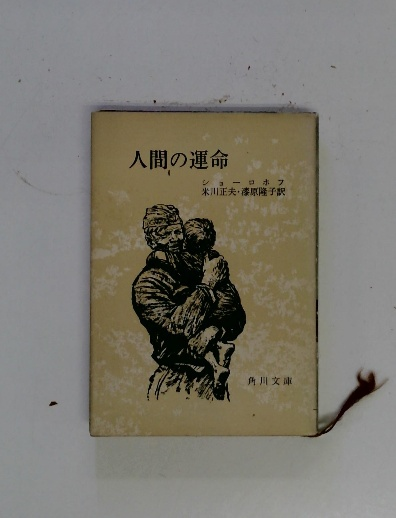 人間の運命
ショーロホフ
米川正夫・漆原隆子訳
角川文庫